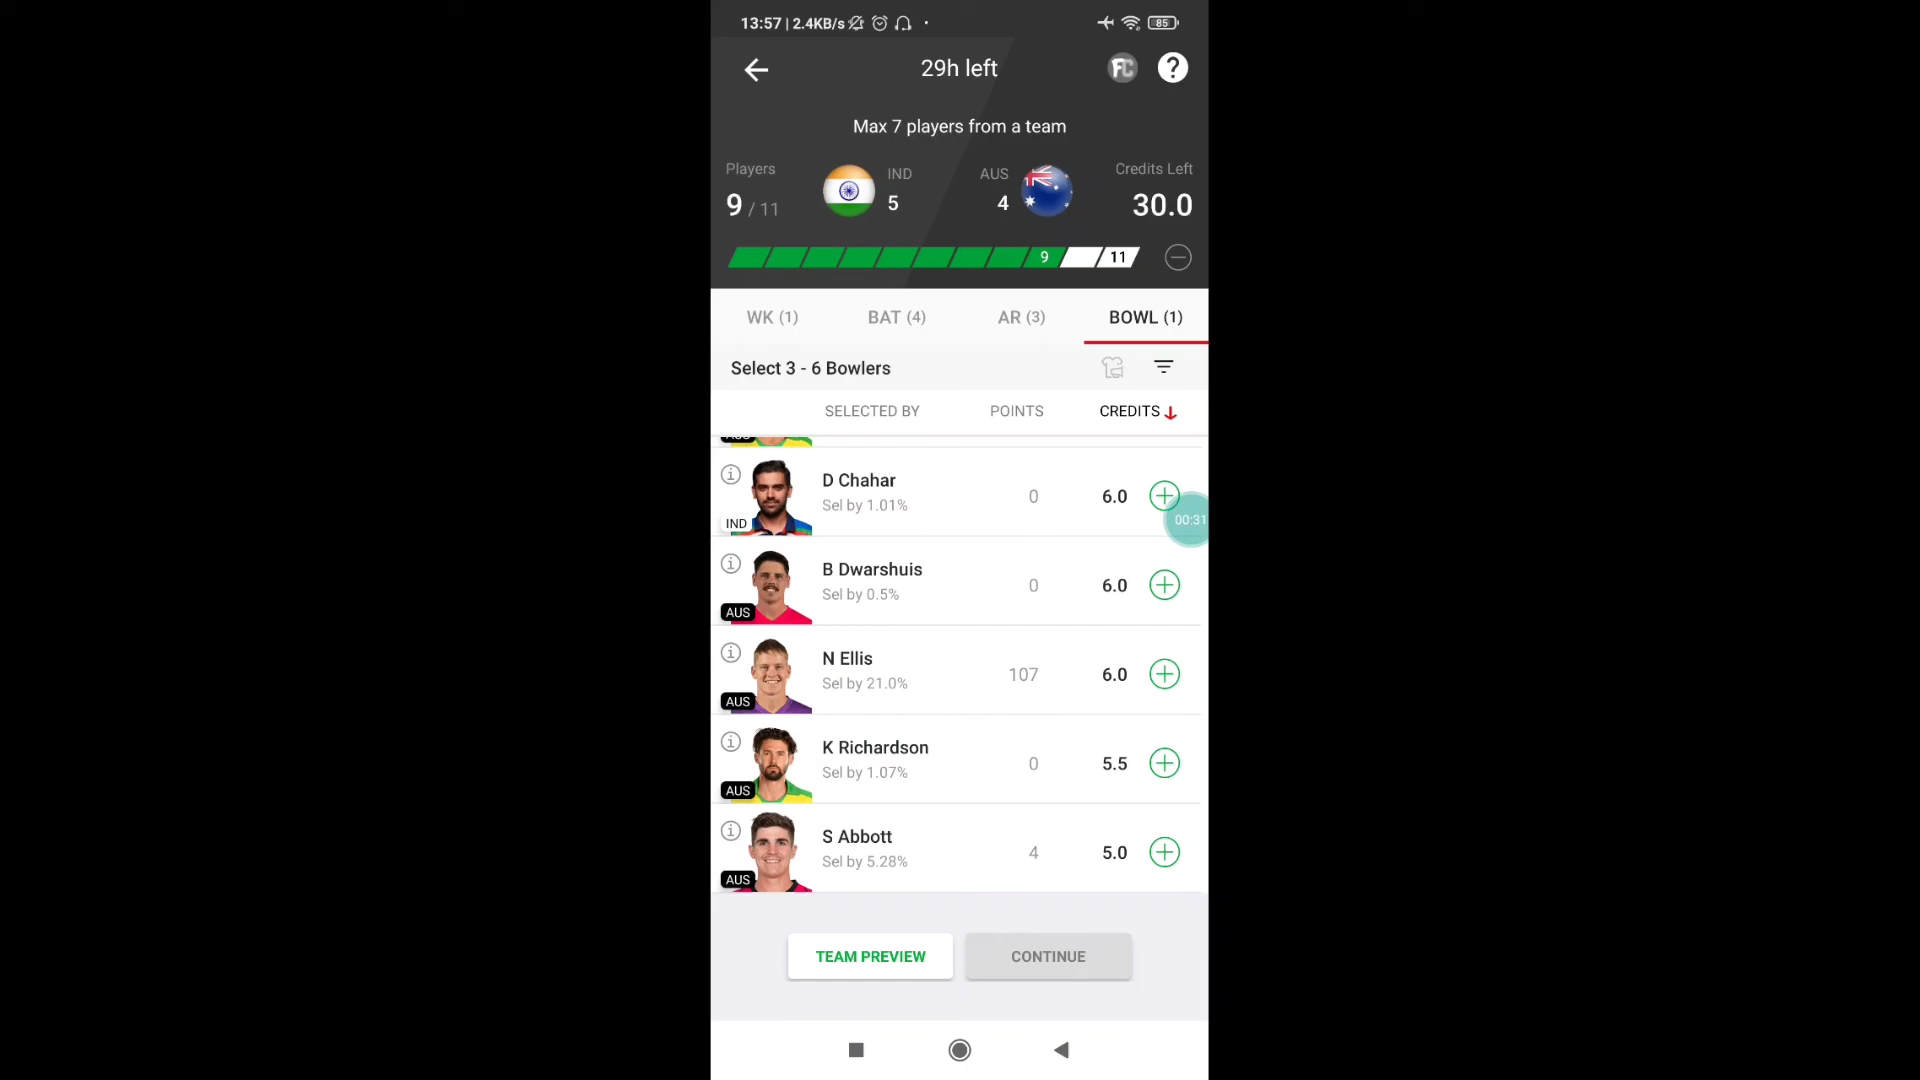 13:57 | 2.4KB/s
85
29h left
FC
?
Max 7 players from a team
Players
IND
AUS
Credits Left
9 / 11
5
4
30.0
9
11
WK (1)
BAT (4)
AR (3)
BOWL (1)
Select 3 - 6 Bowlers
SELECTED BY
POINTS
CREDITS
D Chahar
Sel by 1.01%
0
6.0
IND
00:31
B Dwarshuis
Sel by 0.5%
0
6.0
AUS
N Ellis
Sel by 21.0%
107
6.0
AUS
K Richardson
Sel by 1.07%
0
5.5
AUS
S Abbott
Sel by 5.28%
4
5.0
AUS
TEAM PREVIEW
CONTINUE